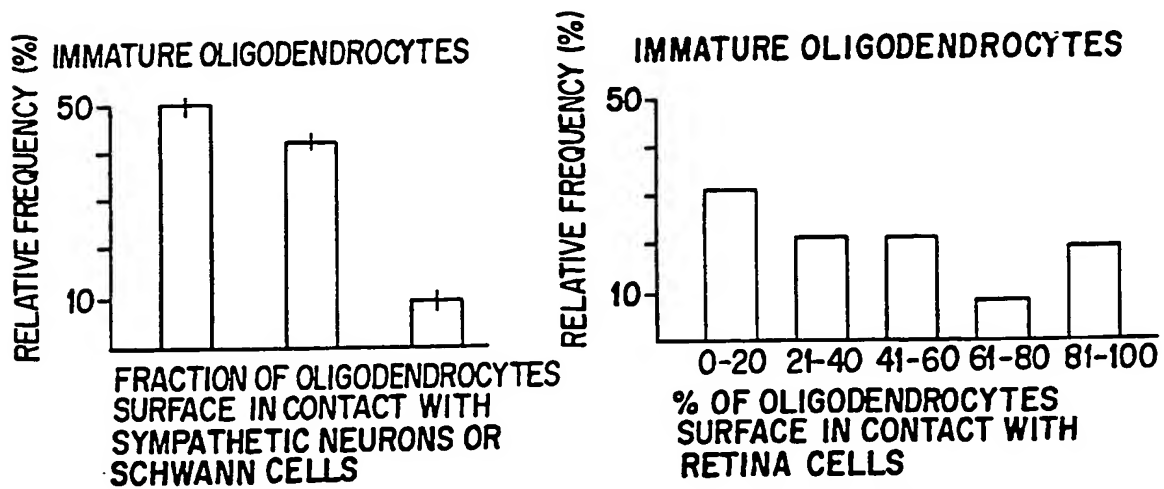 IMMATURE OLIGODENDROCYTES
RELATIVE FREQUENCY (%)
50
10
FRACTION OF OLIGODENDROCYTES
SURFACE IN CONTACT WITH
SYMPATHETIC NEURONS OR
SCHWANN CELLS
IMMATURE OLIGODENDROCYTES
RELATIVE FREQUENCY (%)
50
10
0-20 21-40 41-60 61-80 81-100
% OF OLIGODENDROCYTES
SURFACE IN CONTACT WITH
RETINA CELLS